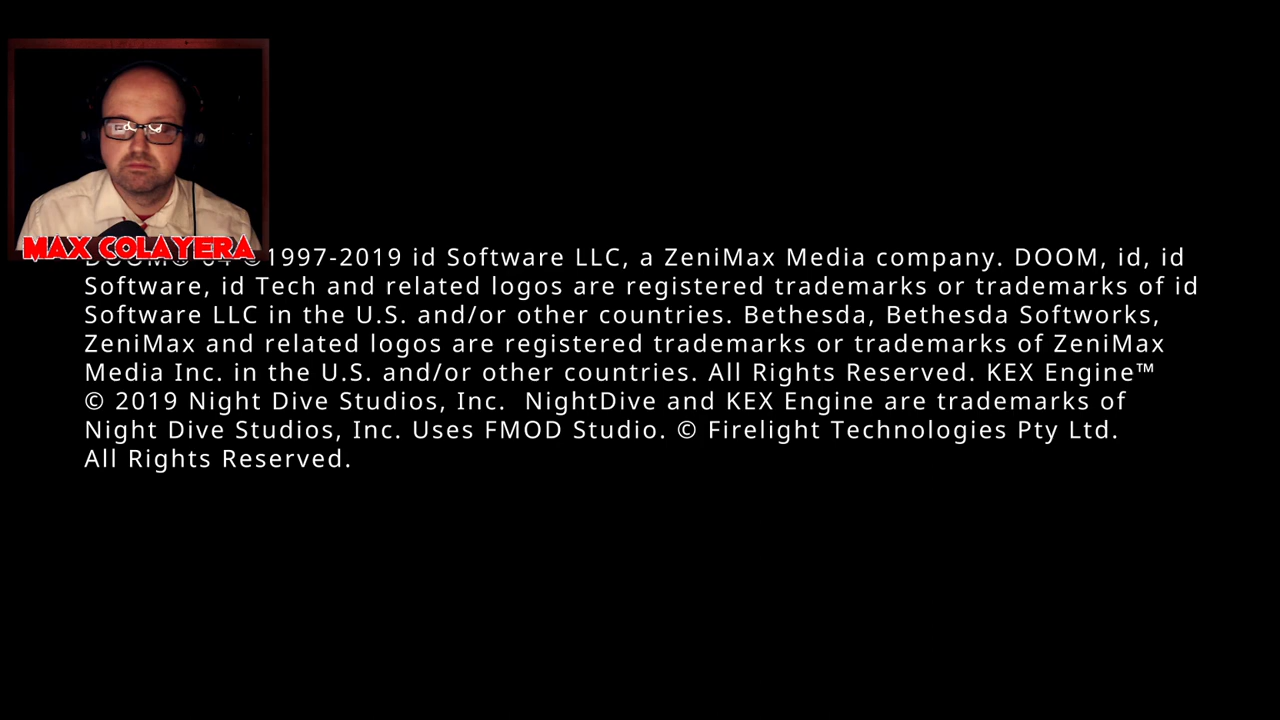 MAX COLAYERA
DOOM® 64 ©1997-2019 id Software LLC, a ZeniMax Media company. DOOM, id, id
Software, id Tech and related logos are registered trademarks or trademarks of id
Software LLC in the U.S. and/or other countries. Bethesda, Bethesda Softworks,
ZeniMax and related logos are registered trademarks or trademarks of ZeniMax
Media Inc. in the U.S. and/or other countries. All Rights Reserved. KEX Engine™
© 2019 Night Dive Studios, Inc.  NightDive and KEX Engine are trademarks of
Night Dive Studios, Inc. Uses FMOD Studio. © Firelight Technologies Pty Ltd.
All Rights Reserved.